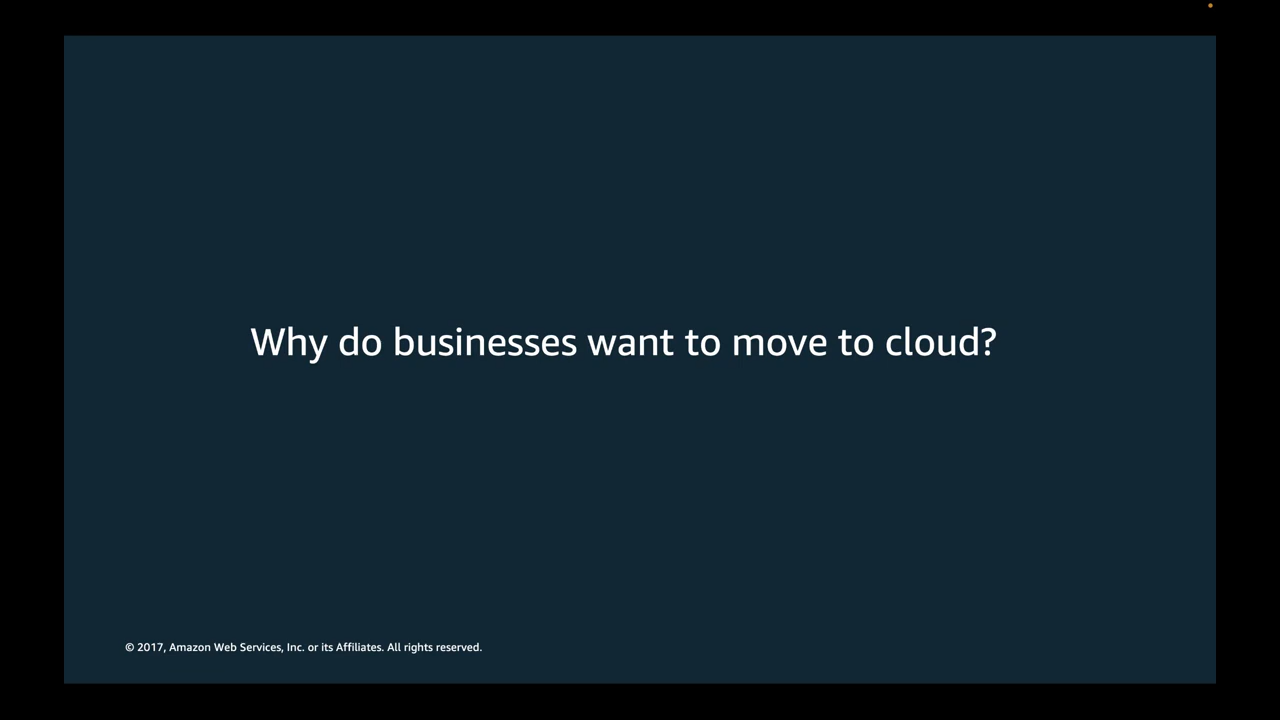 Why do businesses want to move to cloud?
© 2017, Amazon Web Services, Inc. or its Affiliates. All rights reserved.